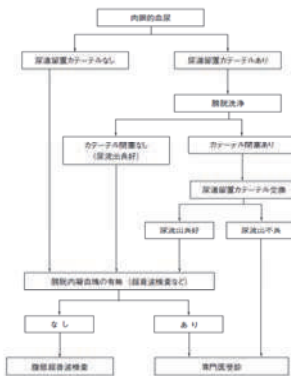 肉眼的血尿
尿道留置カテーテルなし
尿道留置カテーテルあり
膀胱洗浄
カテーテル閉塞なし
(尿流出良好)
カテーテル閉塞あり
尿道留置カテーテル交換
尿流出良好
尿流出不良
膀胱内凝血塊の有無(超音波検査など)
なし
あり
腹部超音波検査
専門医受診